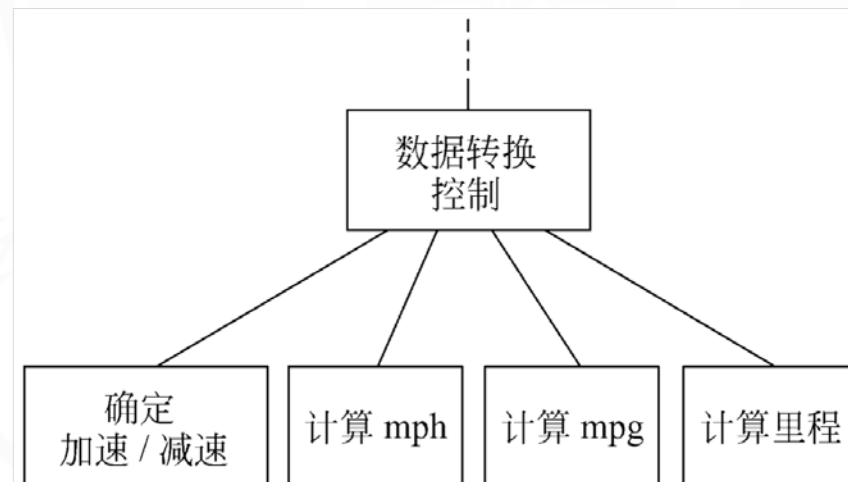 数据转换
控制
确定
加速 / 减速
计算 mph
计算 mpg
计算里程